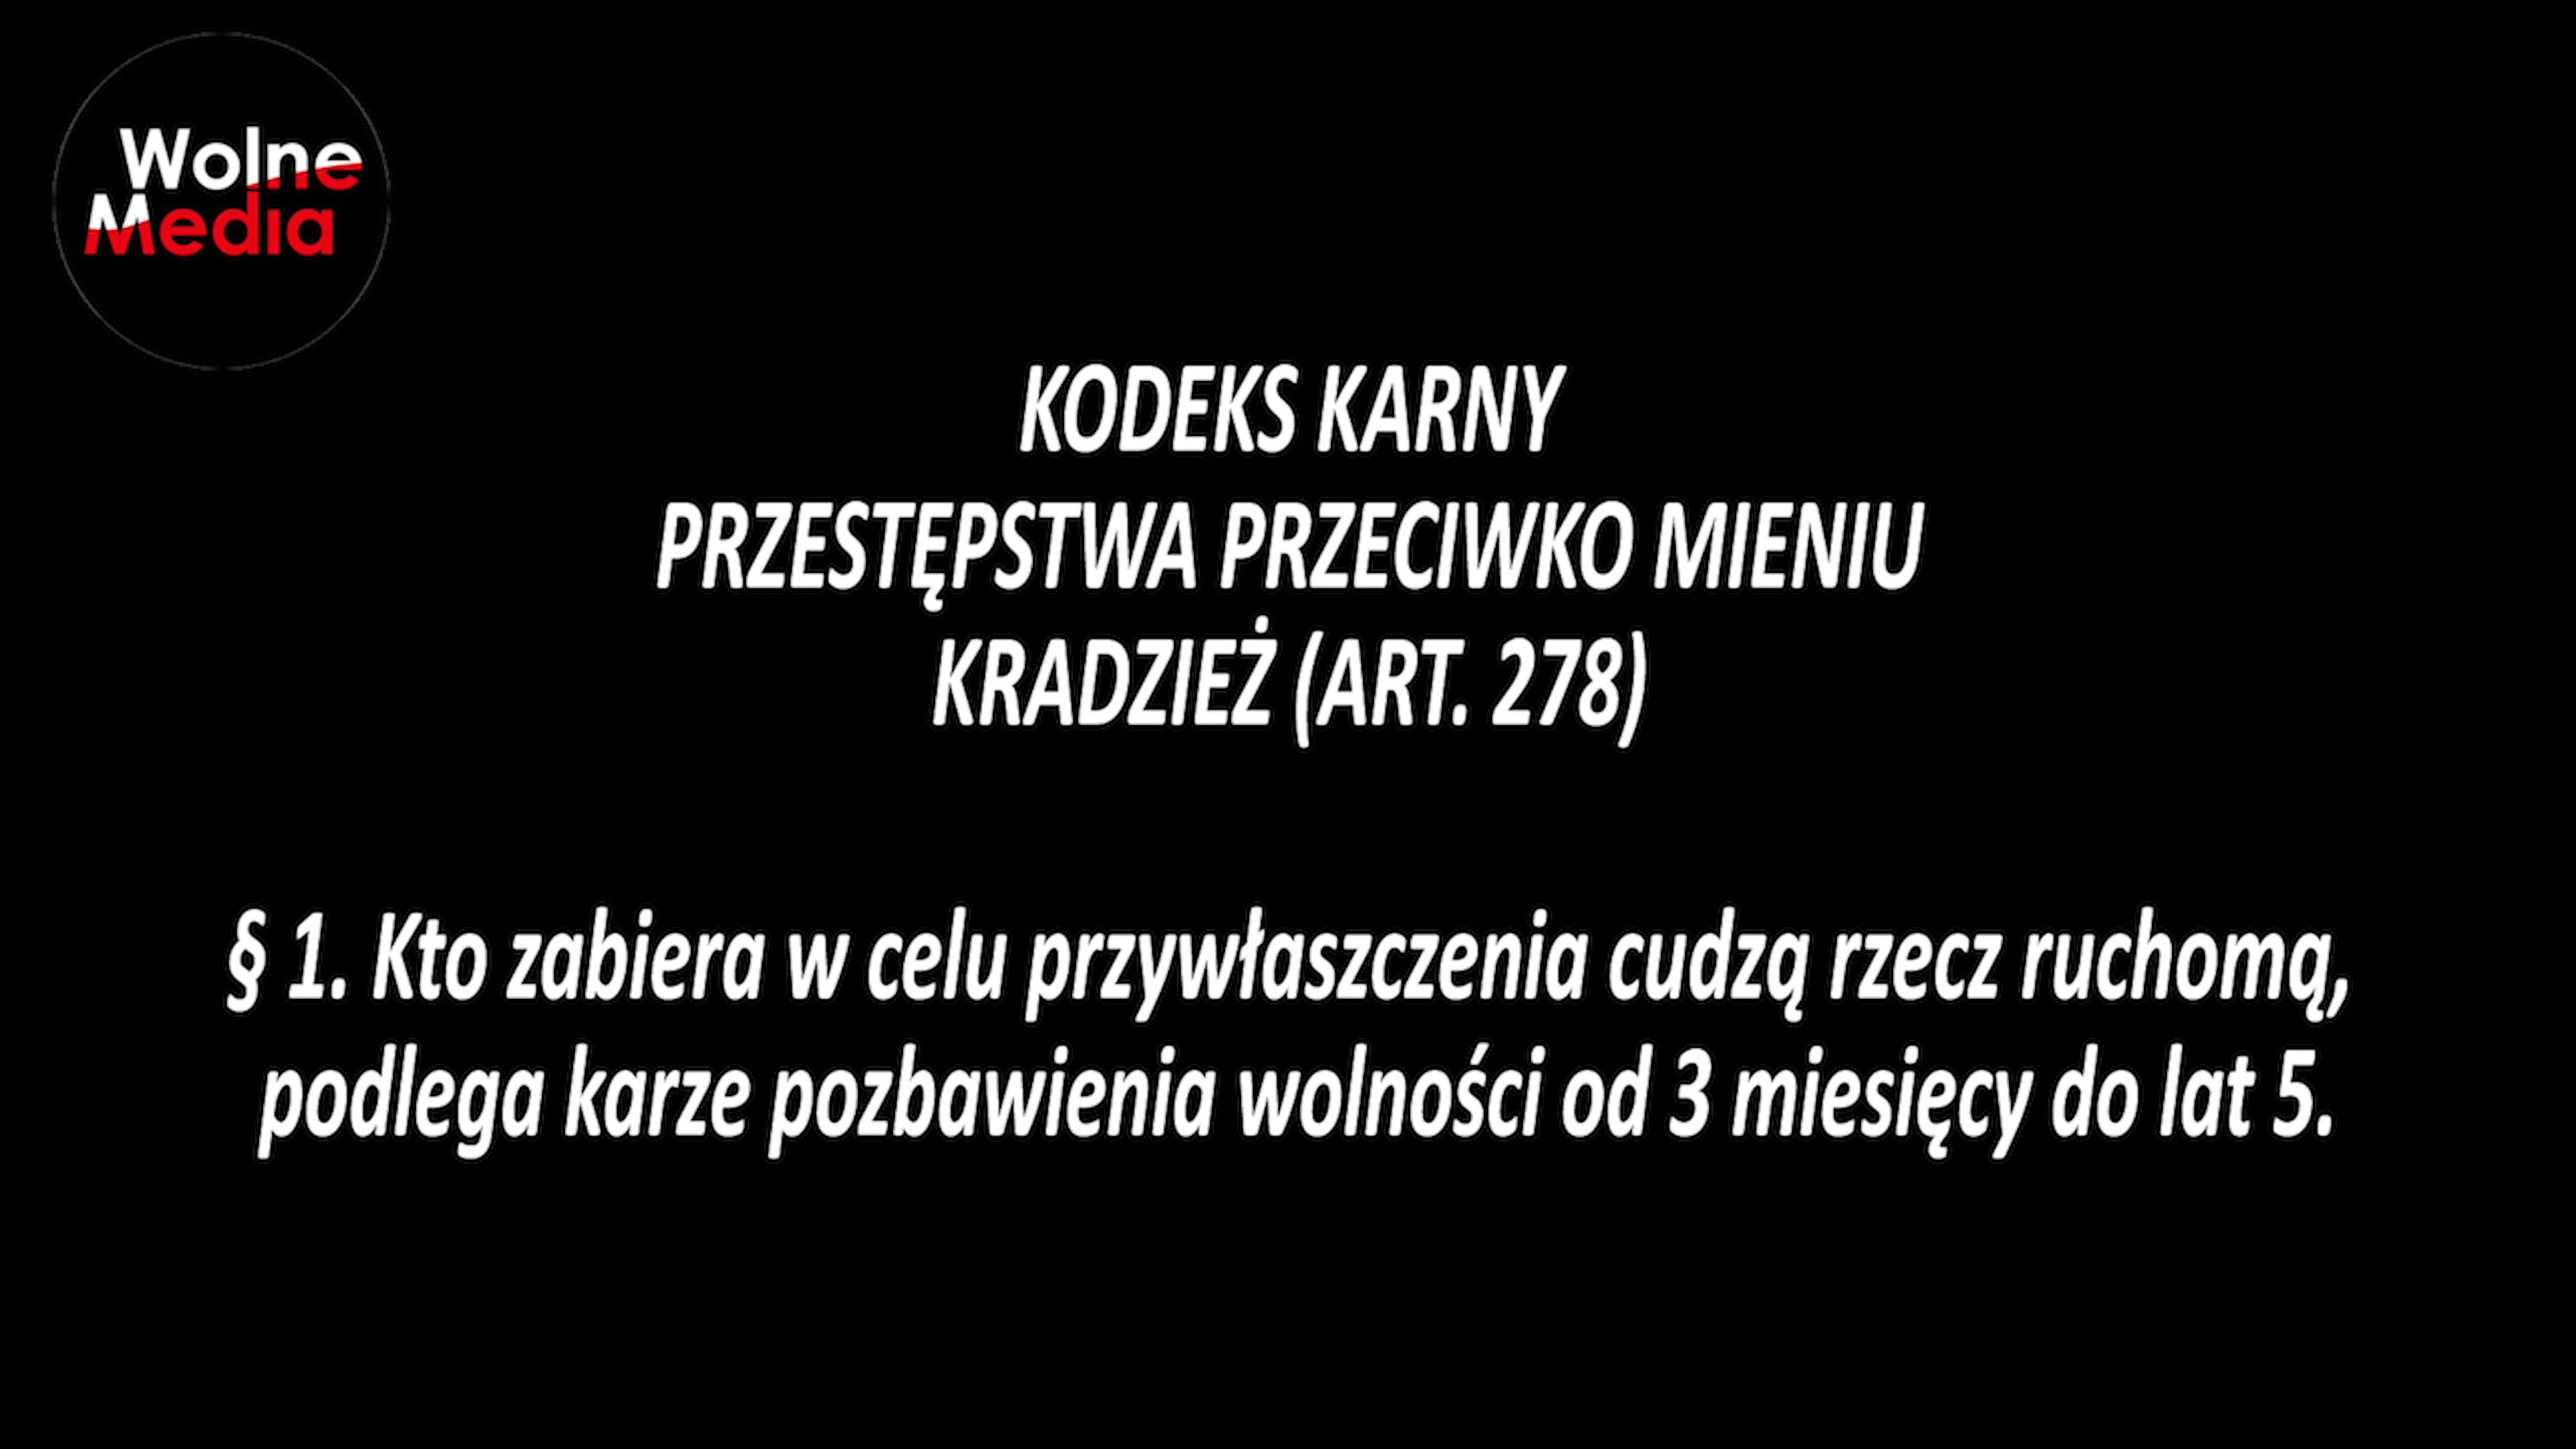 Wolne
Media
KODEKS KARNY
PRZESTĘPSTWA PRZECIWKO MIENIU
KRADZIEŻ (ART. 278)
§ 1. Kto zabiera w celu przywłaszczenia cudzą rzecz ruchomą,
podlega karze pozbawienia wolności od 3 miesięcy do lat 5.